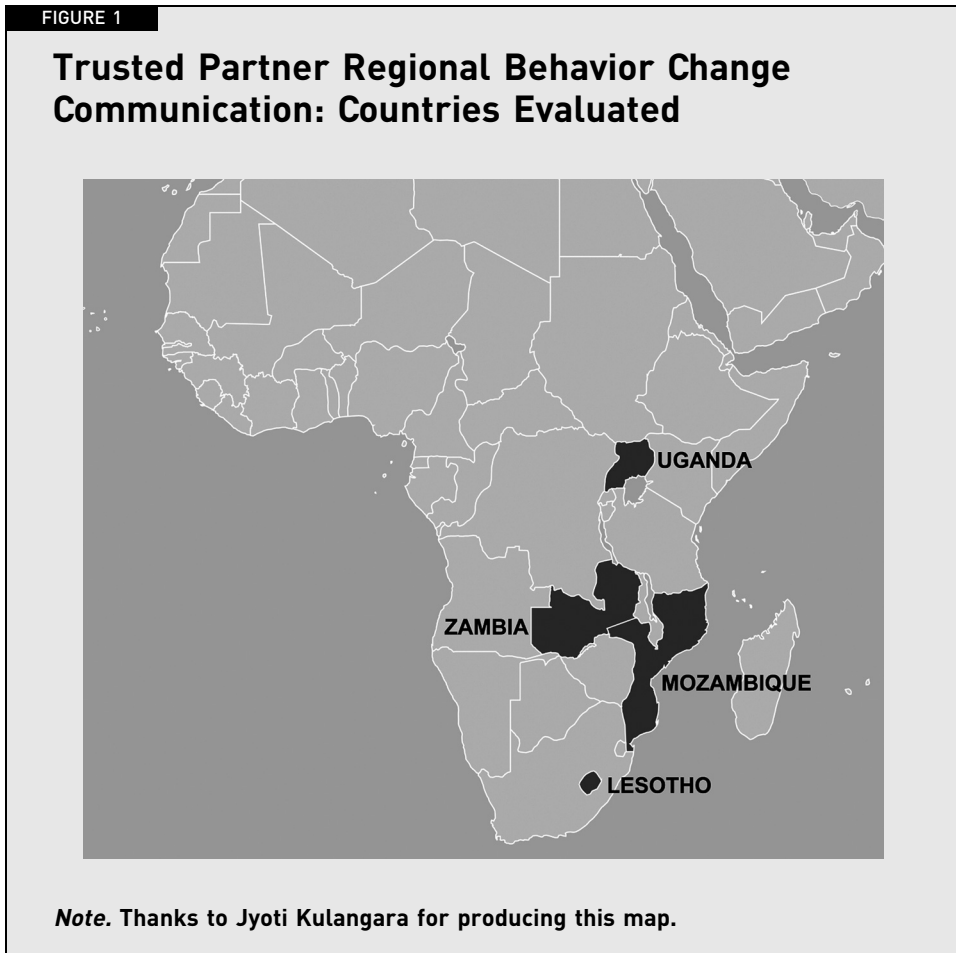 FIGURE 1
Trusted Partner Regional Behavior Change
Communication: Countries Evaluated
UGANDA
ZAMBIA
MOZAMBIQUE
LESOTHO
Note. Thanks to Jyoti Kulangara for producing this map.